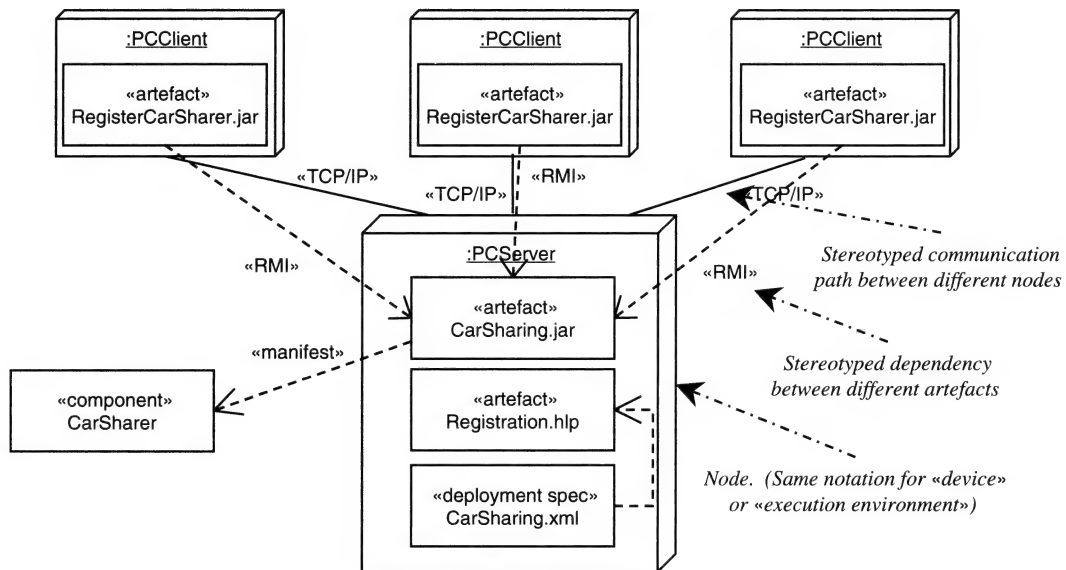 :PCClient
«artefact»
RegisterCarSharer.jar
:PCClient
«artefact»
RegisterCarSharer.jar
:PCClient
«artefact»
RegisterCarSharer.jar
«TCP/IP»
«TCP/IP»
«RMI»
«TCP/IP»
«RMI»
:PCServer
«RMI»
Stereotyped communication
path between different nodes
«artefact»
CarSharing.jar
«manifest»
Stereotyped dependency
between different artefacts
«component»
CarSharer
«artefact»
Registration.hlp
Node. (Same notation for «device»
or «execution environment»)
«deployment spec»
CarSharing.xml